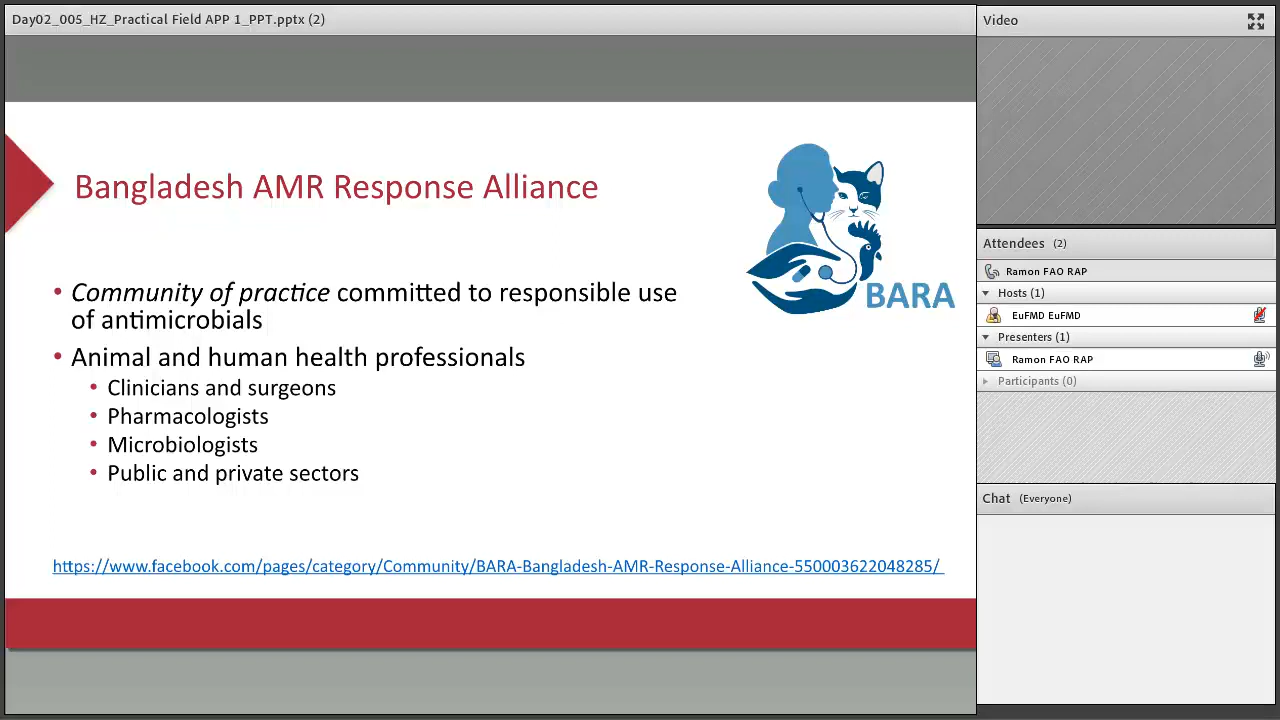 Day02_005_HZ_Practical Field APP 1_PPT.pptx (2)
Bangladesh AMR Response Alliance
BARA
• Community of practice committed to responsible use
of antimicrobials
• Animal and human health professionals
• Clinicians and surgeons
• Pharmacologists
• Microbiologists
• Public and private sectors
https://www.facebook.com/pages/category/Community/BARA-Bangladesh-AMR-Response-Alliance-550003622048285/
Video
Attendees (2)
Ramon FAO RAP
Hosts (1)
EuFMD EuFMD
Presenters (1)
Ramon FAO RAP
Participants (0)
Chat (Everyone)